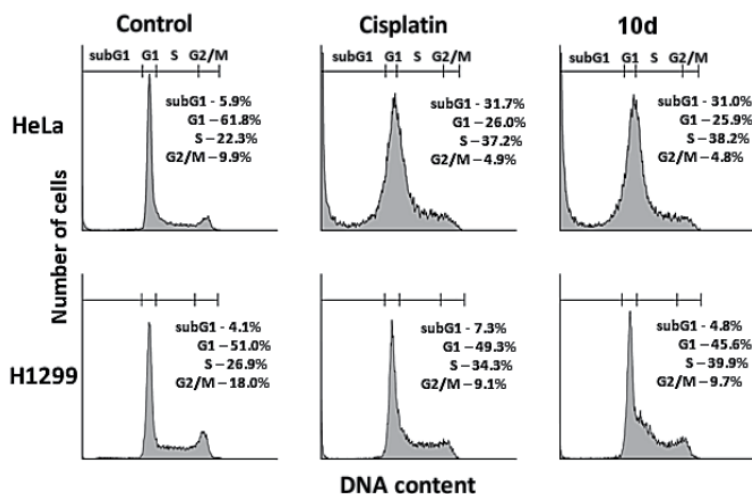 Control
Cisplatin
10d
subG1 G1 S G2/M
subG1 G1 S G2/M
subG1 G1 S G2/M
HeLa
subG1 - 5.9%
G1 – 61.8%
S – 22.3%
G2/M – 9.9%
subG1 - 31.7%
G1 – 26.0%
S – 37.2%
G2/M – 4.9%
subG1 - 31.0%
G1 – 25.9%
S – 38.2%
G2/M – 4.8%
Number of cells
H1299
subG1 - 4.1%
G1 – 51.0%
S – 26.9%
G2/M – 18.0%
subG1 - 7.3%
G1 – 49.3%
S – 34.3%
G2/M – 9.1%
subG1 - 4.8%
G1 – 45.6%
S – 39.9%
G2/M – 9.7%
DNA content